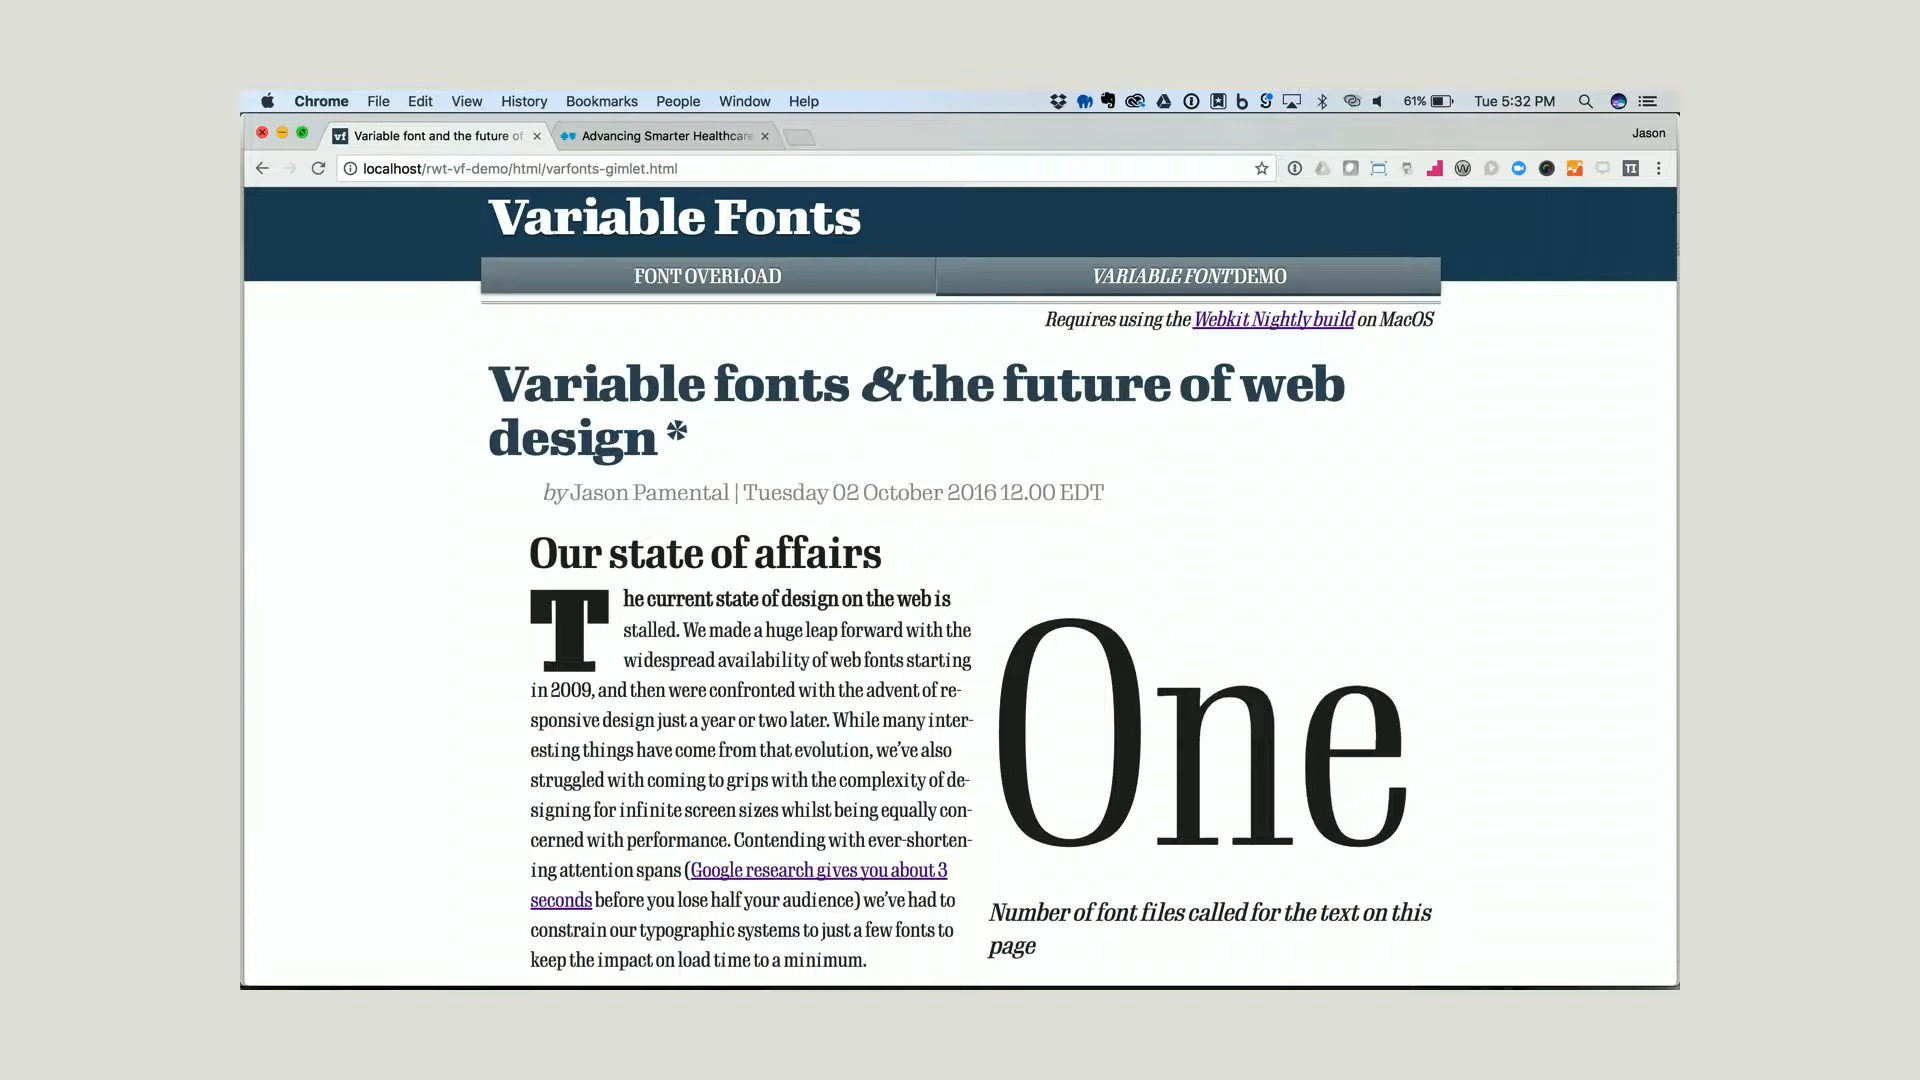 Chrome File Edit View History Bookmarks People Window Help 61% Tue 5:32 PM
vf Variable font and the future of Advancing Smarter Healthcare Jason
localhost/rwt-vf-demo/html/varfonts-gimlet.html
Variable Fonts
FONT OVERLOAD
VARIABLE FONT DEMO
Requires using the Webkit Nightly build on MacOS
Variable fonts & the future of web
design *
by Jason Pamental | Tuesday 02 October 2016 12.00 EDT
Our state of affairs
The current state of design on the web is
stalled. We made a huge leap forward with the
widespread availability of web fonts starting
in 2009, and then were confronted with the advent of re-
sponsive design just a year or two later. While many inter-
esting things have come from that evolution, we've also
struggled with coming to grips with the complexity of de-
signing for infinite screen sizes whilst being equally con-
cerned with performance. Contending with ever-shorten-
ing attention spans (Google research gives you about 3
seconds before you lose half your audience) we've had to
constrain our typographic systems to just a few fonts to
keep the impact on load time to a minimum.
One
Number of font files called for the text on this
page